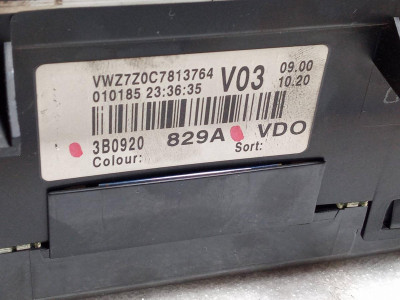 VWZ7Z0C7813764 V03 09.00
010185 23:36:35 10.20
3B0920 829A VDO
Colour: Sort: